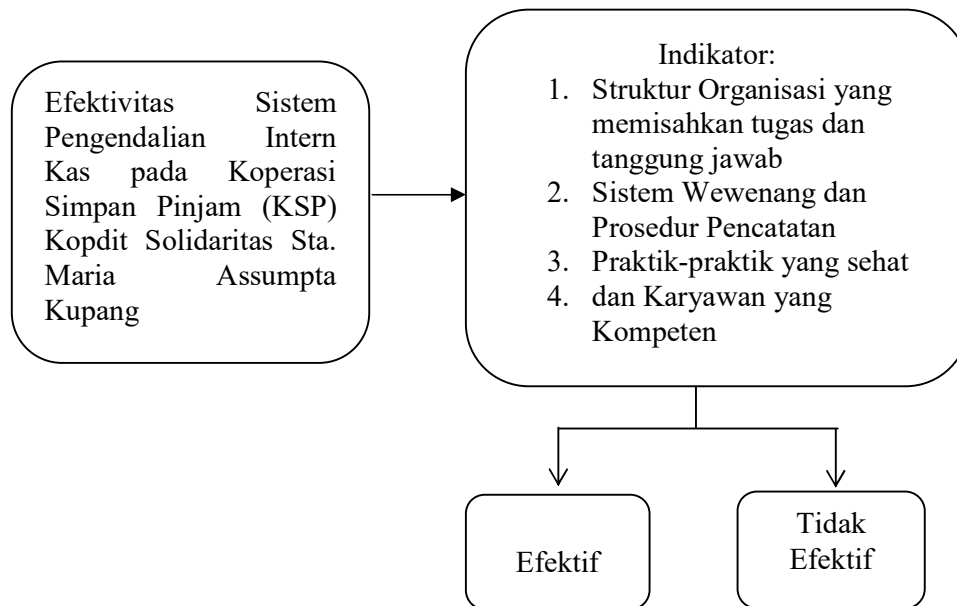 Efektivitas Sistem
Pengendalian Intern
Kas pada Koperasi
Simpan Pinjam (KSP)
Kopdit Solidaritas Sta.
Maria Assumpta
Kupang
Indikator:
1. Struktur Organisasi yang
memisahkan tugas dan
tanggung jawab
2. Sistem Wewenang dan
Prosedur Pencatatan
3. Praktik-praktik yang sehat
4. dan Karyawan yang
Kompeten
Efektif
Tidak
Efektif